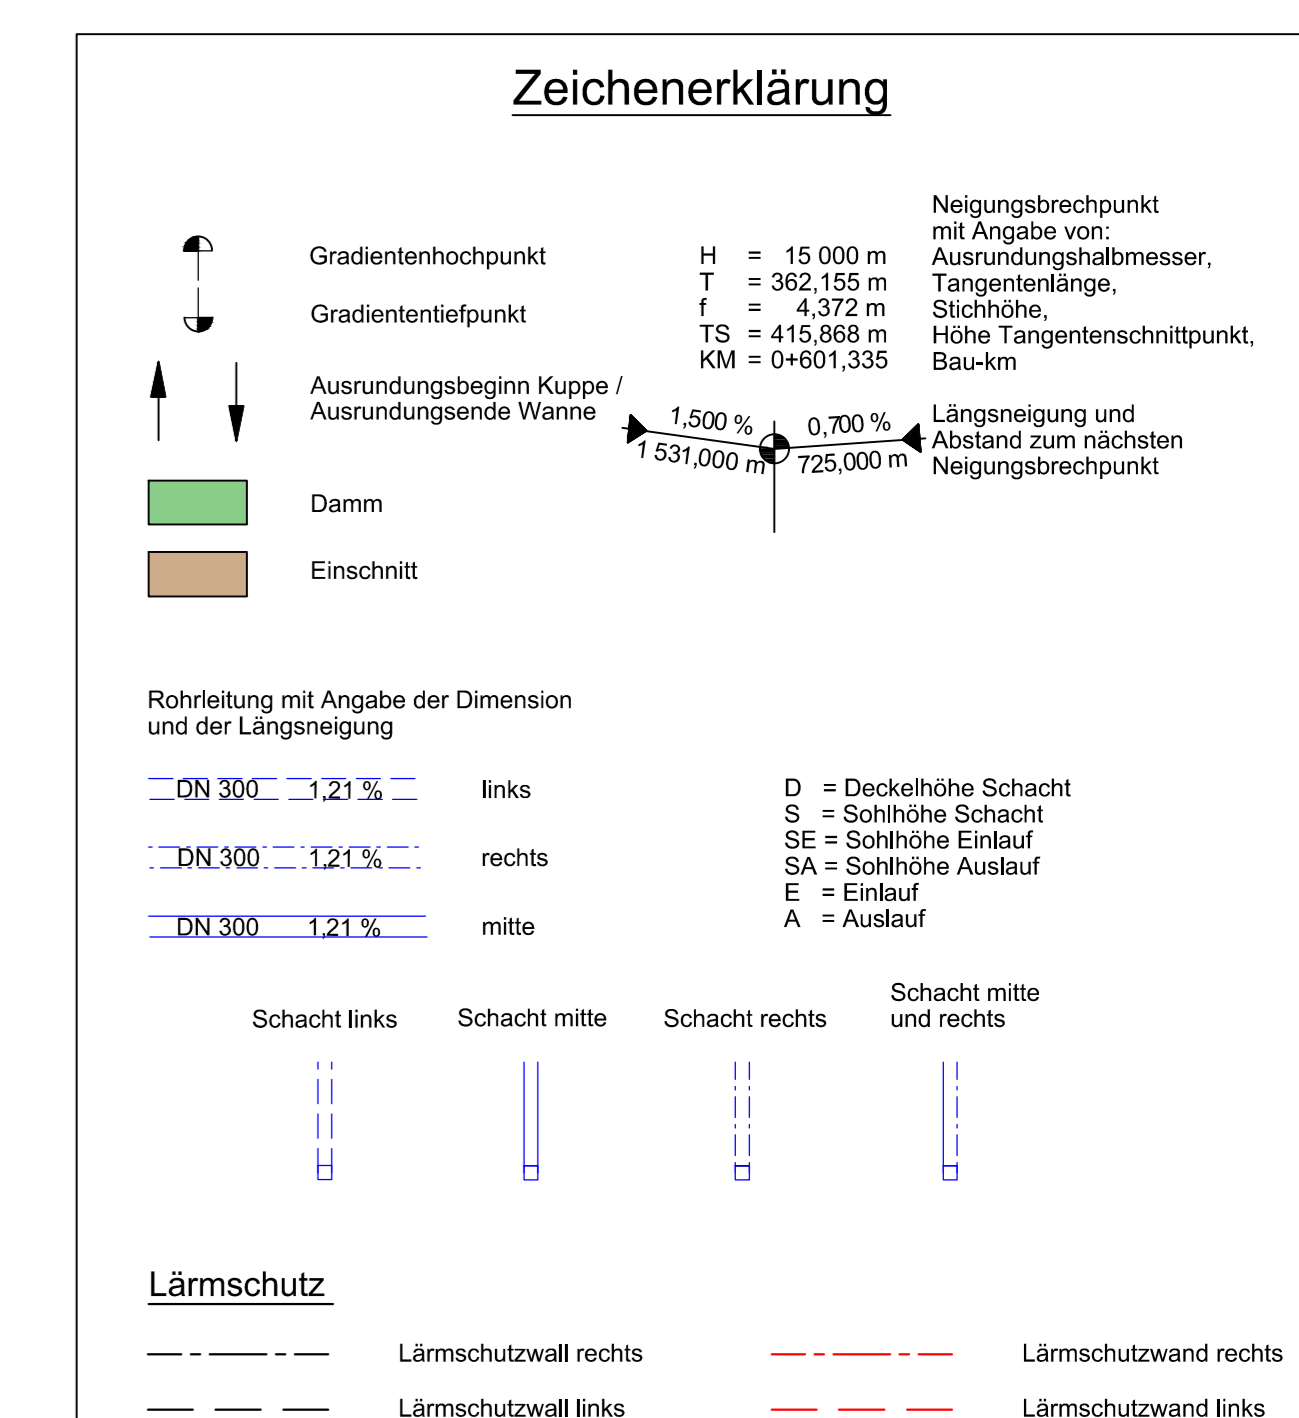 Zeichenerklärung
Gradientenhochpunkt
Gradiententiefpunkt
Ausrundungsbeginn Kuppe /
Ausrundungsende Wanne
Damm
Einschnitt
H = 15 000 m
T = 362,155 m
f = 4,372 m
TS = 415,868 m
KM = 0+601,335
Neigungsbrechpunkt
mit Angabe von:
Ausrundungshalbmesser,
Tangentenlänge,
Stichhöhe,
Höhe Tangentenschnittpunkt,
Bau-km
1,500 %
1 531,000 m
0,700 %
725,000 m
Längsneigung und
Abstand zum nächsten
Neigungsbrechpunkt
Rohrleitung mit Angabe der Dimension
und der Längsneigung
DN 300 1,21 % links
DN 300 1,21 % rechts
DN 300 1,21 % mitte
D = Deckelhöhe Schacht
S = Sohlhöhe Schacht
SE = Sohlhöhe Einlauf
SA = Sohlhöhe Auslauf
E = Einlauf
A = Auslauf
Schacht links
Schacht mitte
Schacht rechts
Schacht mitte
und rechts
Lärmschutz
Lärmschutzwall rechts
Lärmschutzwand rechts
Lärmschutzwall links
Lärmschutzwand links